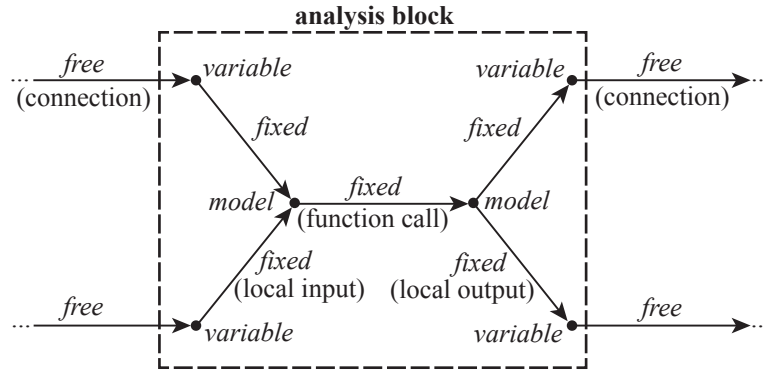 analysis block
... free variable variable free ...
(connection) (connection)
fixed fixed
model fixed model
(function call)
fixed fixed
(local input) (local output)
... free free ...
variable variable